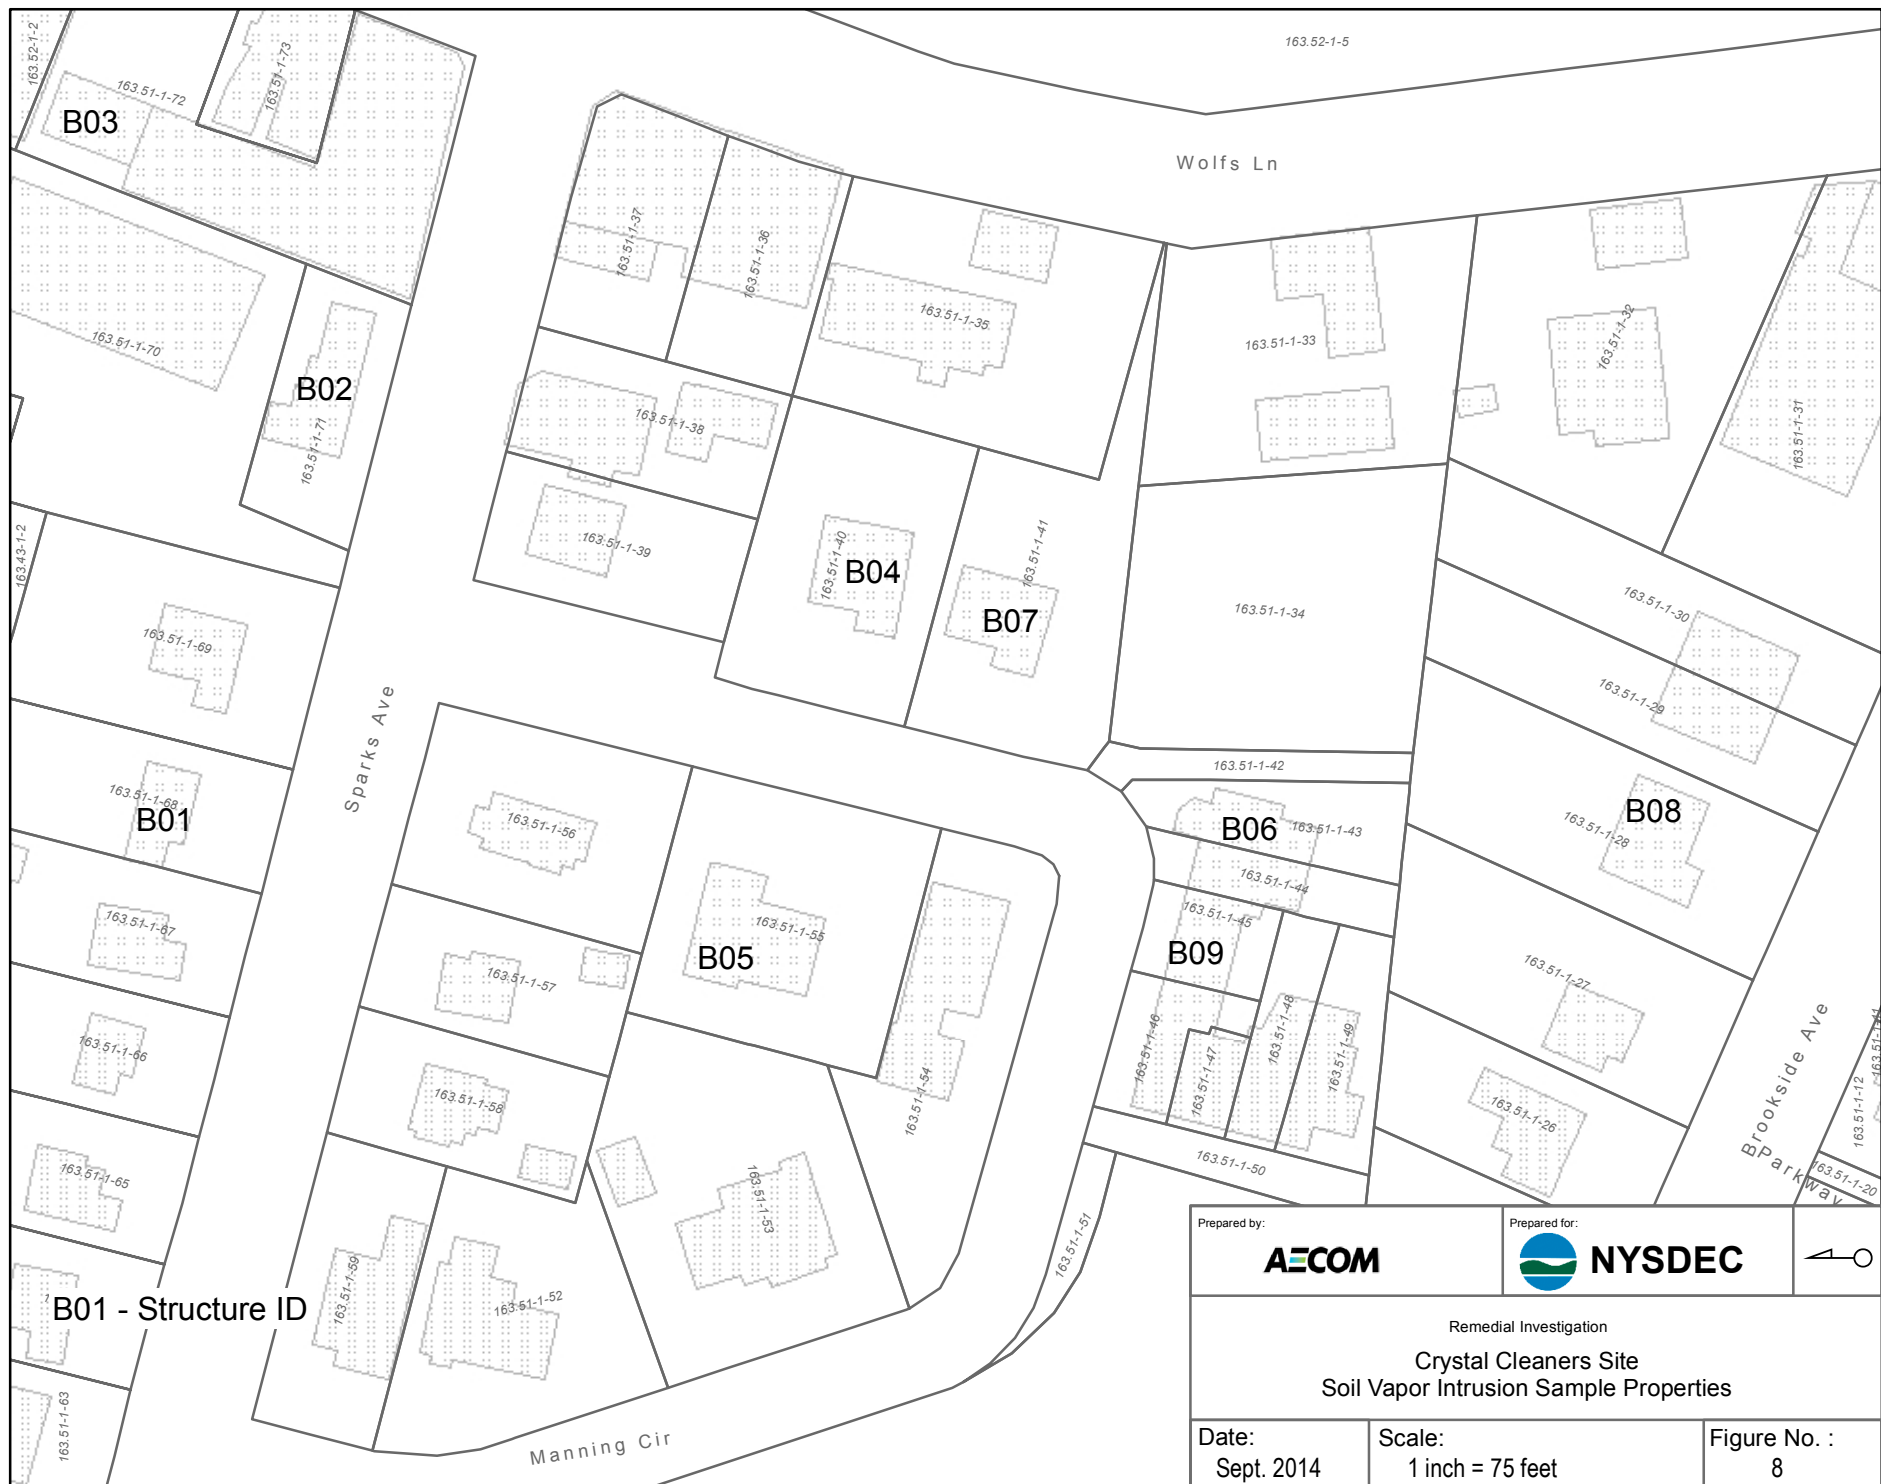 163.52-1-5
163.52-1-2
163.51-1-72
163.51-1-73
B03
Wolfs Ln
163.51-1-37
163.51-1-36
163.51-1-35
163.51-1-33
163.51-1-32
163.51-1-31
163.51-1-70
B02
163.51-1-71
163.51-1-38
163.51-1-39
163.51-1-40
B04
163.51-1-41
B07
163.51-1-34
163.51-1-30
163.51-1-29
163.43-1-2
163.51-1-69
Sparks Ave
163.51-1-68
B01
163.51-1-42
163.51-1-56
B06
163.51-1-43
163.51-1-44
163.51-1-28
B08
163.51-1-67
163.51-1-55
B05
163.51-1-45
B09
163.51-1-57
163.51-1-27
163.51-1-66
163.51-1-58
163.51-1-54
163.51-1-46
163.51-1-47
163.51-1-48
163.51-1-49
163.51-1-26
Brookside Ave
163.51-1-12
163.51-1-20
Parkway
163.51-1-65
163.51-1-53
163.51-1-50
163.51-1-51
163.51-1-59
163.51-1-52
B01 - Structure ID
163.51-1-63
Manning Cir
Prepared by:
AECOM
Prepared for:
NYSDEC
Remedial Investigation
Crystal Cleaners Site
Soil Vapor Intrusion Sample Properties
Date:
Sept. 2014
Scale:
1 inch = 75 feet
Figure No. :
8